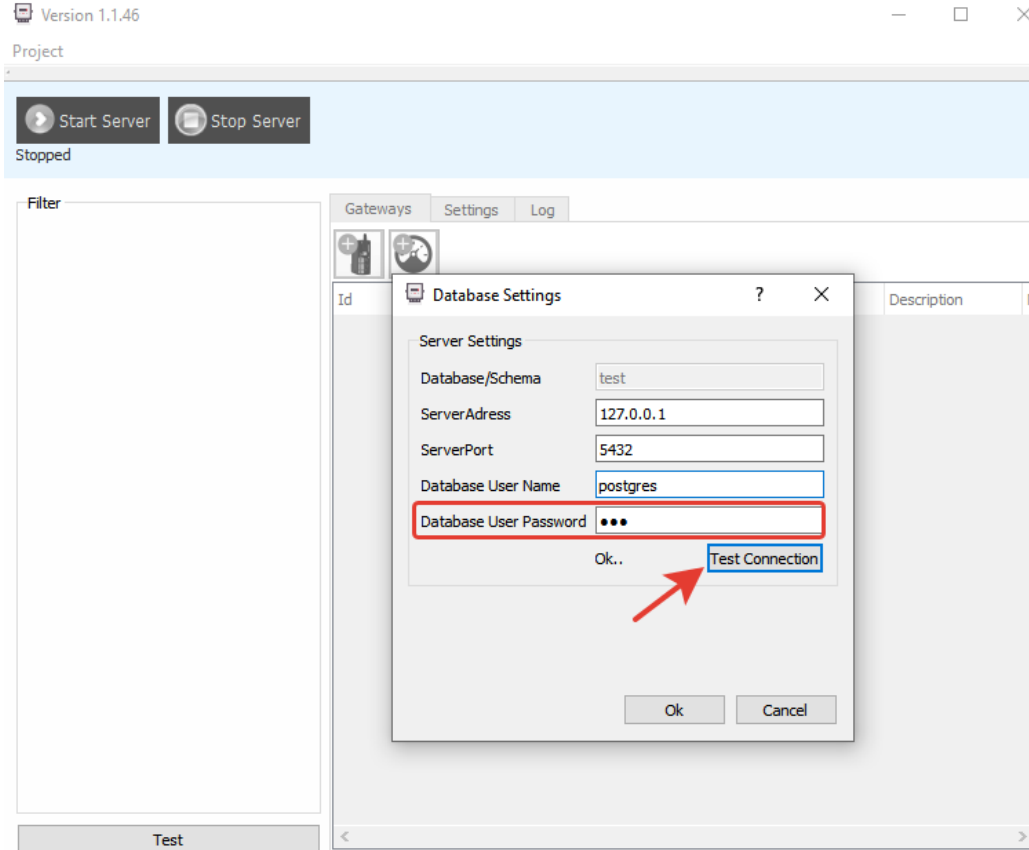 Version 1.1.46
Project
Start Server
Stop Server
Stopped
Filter
Gateways
Settings
Log
Id
Description
Database Settings
?
Server Settings
Database/Schema
test
ServerAdress
127.0.0.1
ServerPort
5432
Database User Name
postgres
Database User Password
●●●
Ok..
Test Connection
Ok
Cancel
Test